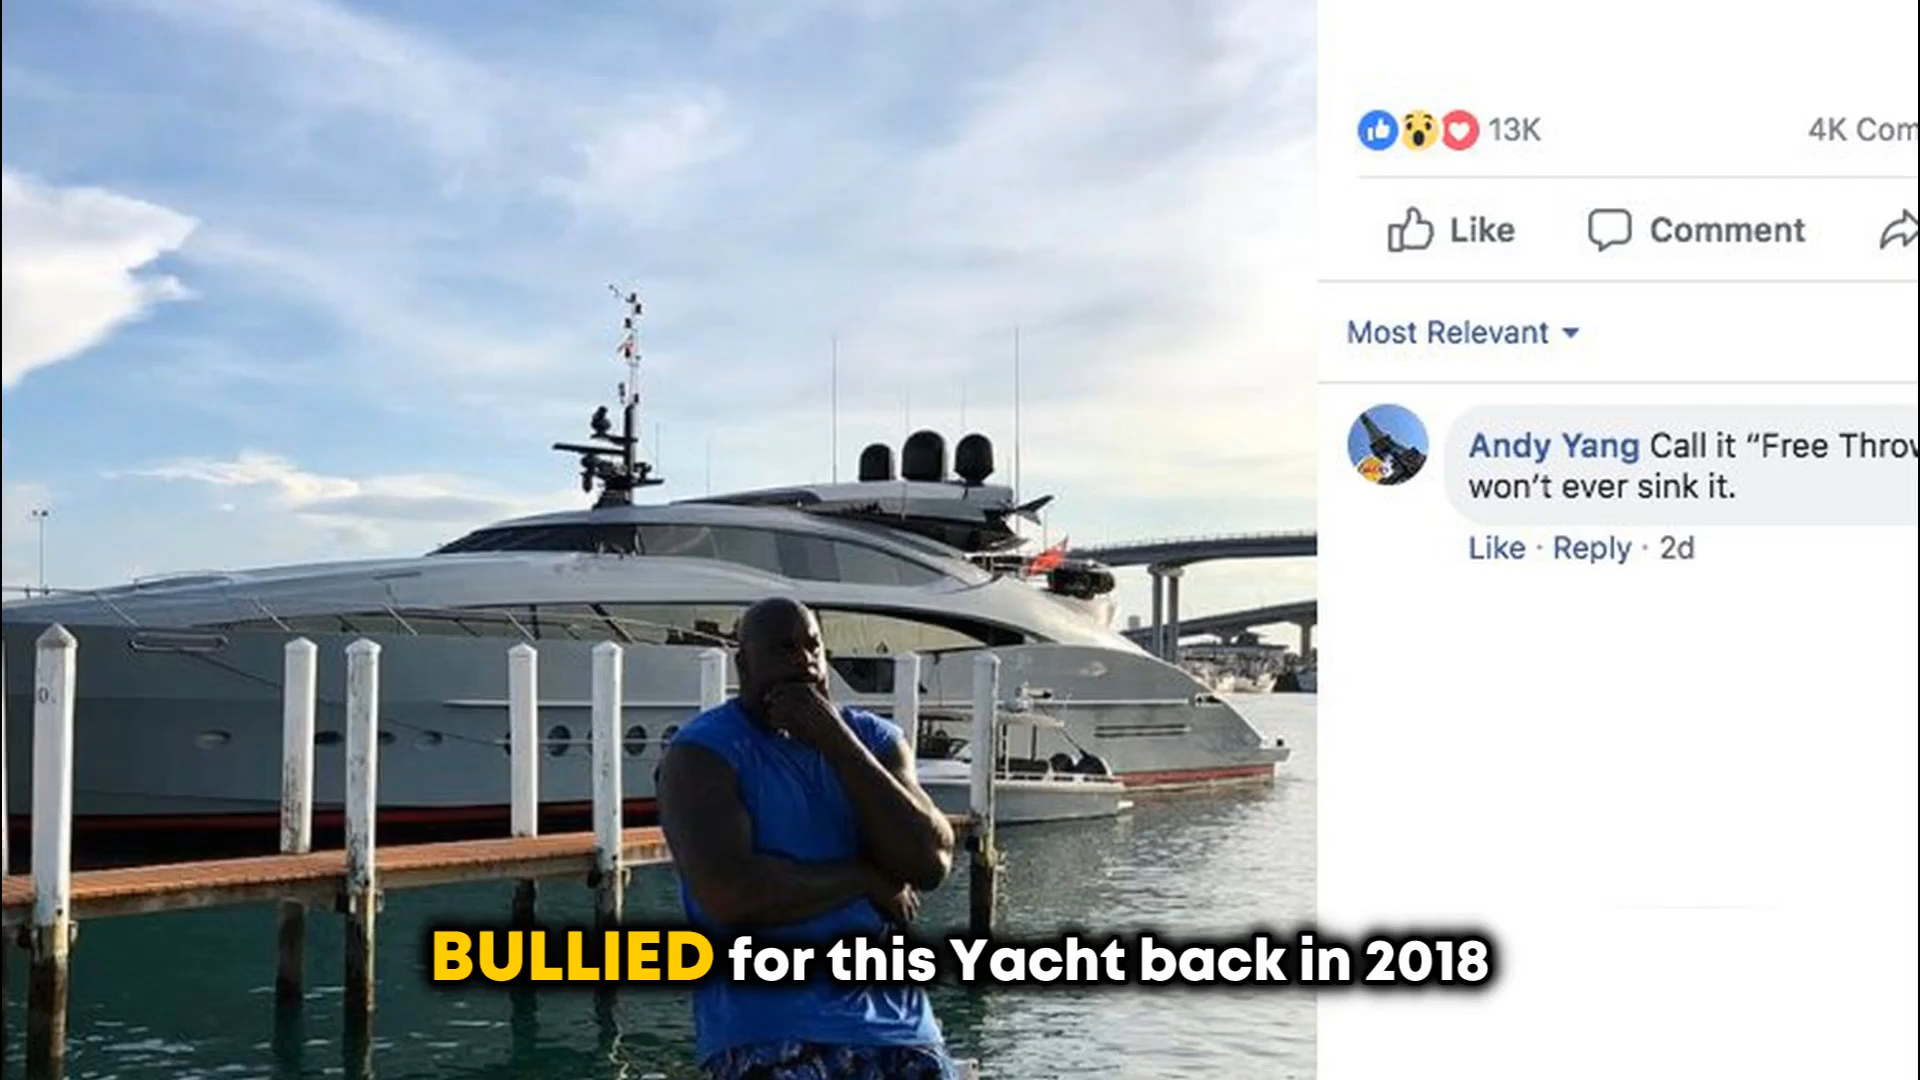 13K
4K Com
Like
Comment
Most Relevant
Andy Yang Call it “Free Throw
won’t ever sink it.
Like · Reply · 2d
BULLIED for this Yacht back in 2018